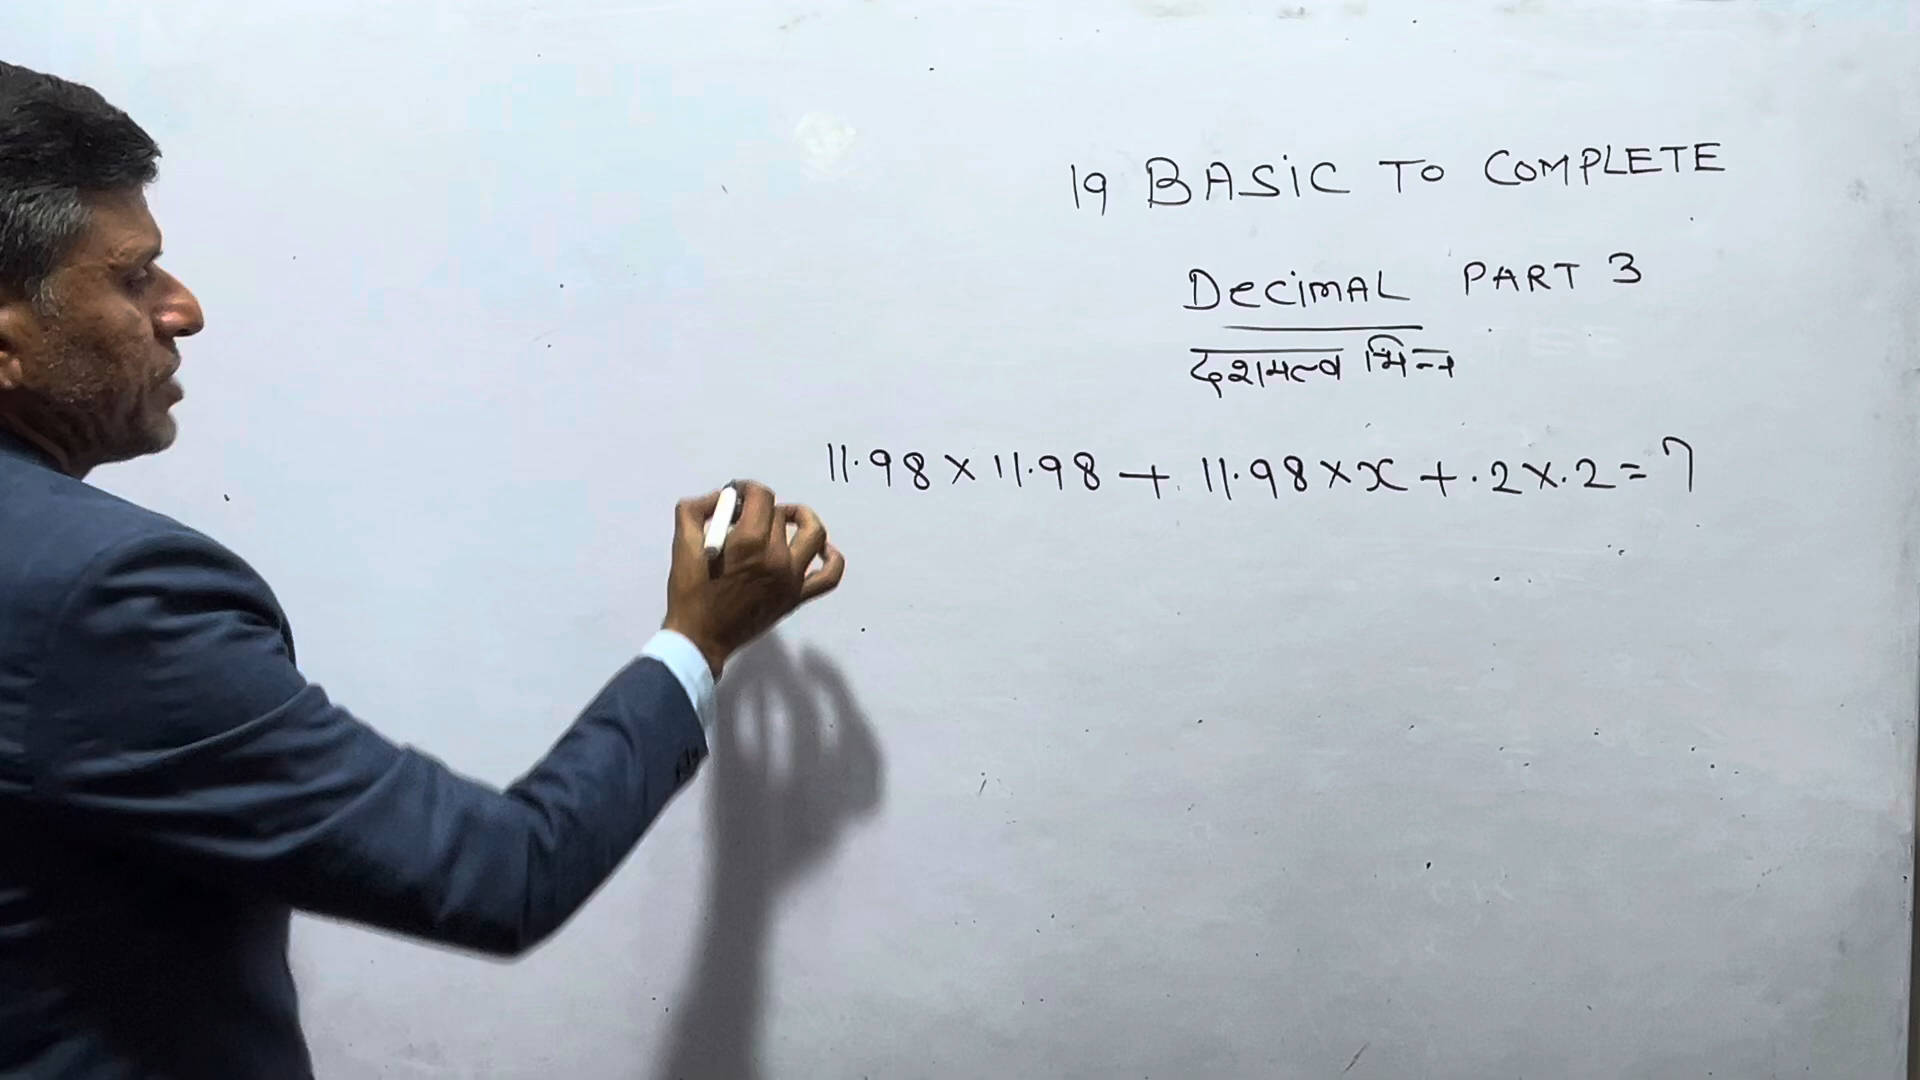 19 BASIC TO COMPLETE
DECIMAL PART 3
दशमलव भिन्न
11.98 × 11.98 + 11.98 × x + .2 × .2 = ?